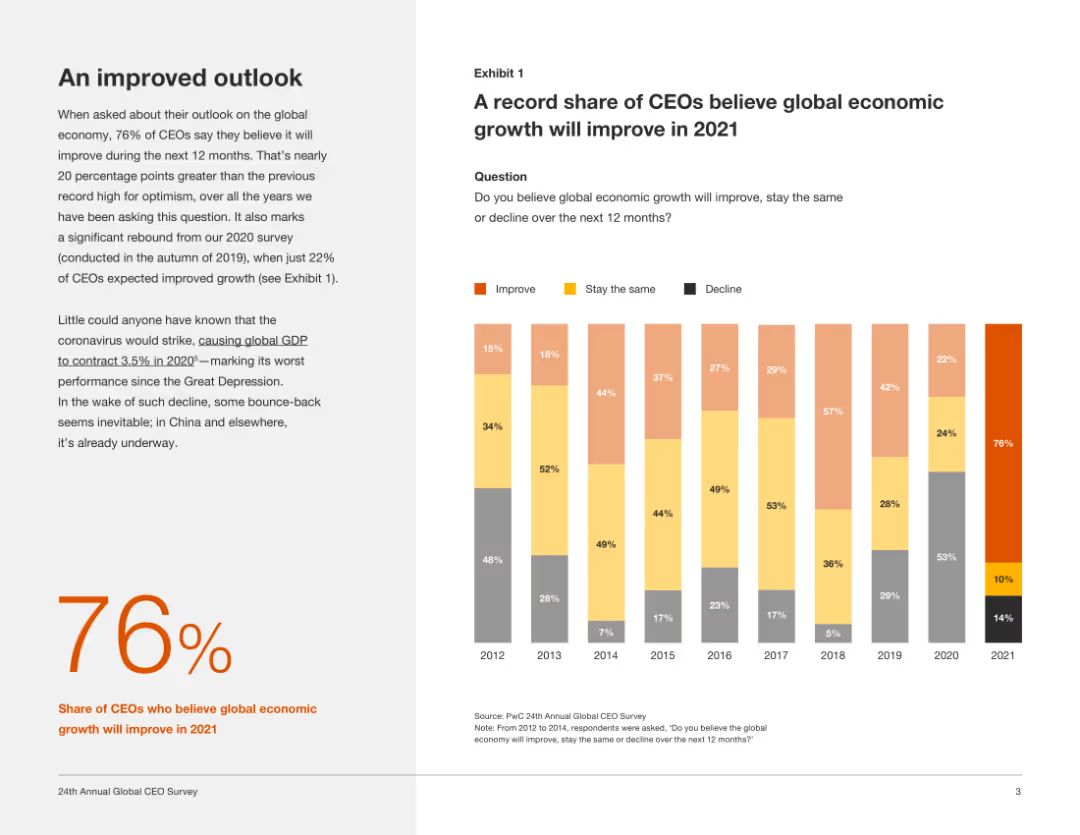 An improved outlook
When asked about their outlook on the global
economy, 76% of CEOs say they believe it will
improve during the next 12 months. That's nearly
20 percentage points greater than the previous
record high for optimism, over all the years we
have been asking this question. It also marks
a significant rebound from our 2020 survey
(conducted in the autumn of 2019), when just 22%
of CEOs expected improved growth (see Exhibit 1).
Little could anyone have known that the
coronavirus would strike, causing global GDP
to contract 3.5% in 2020⁵—marking its worst
performance since the Great Depression.
In the wake of such decline, some bounce-back
seems inevitable; in China and elsewhere,
it's already underway.
76%
Share of CEOs who believe global economic
growth will improve in 2021
Exhibit 1
A record share of CEOs believe global economic
growth will improve in 2021
Question
Do you believe global economic growth will improve, stay the same
or decline over the next 12 months?
Improve Stay the same Decline
15% 34% 48%
18% 52% 28%
44% 49% 7%
37% 44% 17%
27% 49% 23%
29% 53% 17%
57% 36% 5%
42% 28% 29%
22% 24% 53%
76% 10% 14%
2012 2013 2014 2015 2016 2017 2018 2019 2020 2021
Source: PwC 24th Annual Global CEO Survey
Note: From 2012 to 2014, respondents were asked, 'Do you believe the global
economy will improve, stay the same or decline over the next 12 months?'
24th Annual Global CEO Survey
3